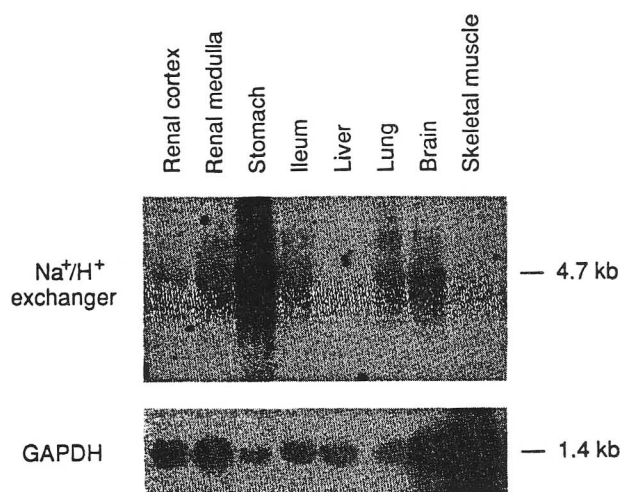 Renal cortex
Renal medulla
Stomach
Ileum
Liver
Lung
Brain
Skeletal muscle
Na+/H+
exchanger
— 4.7 kb
GAPDH
— 1.4 kb